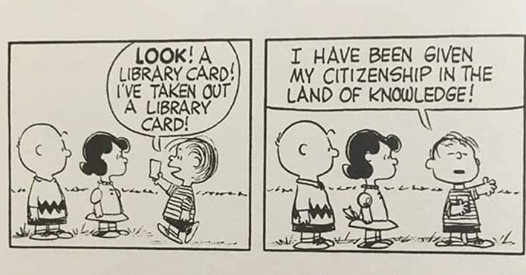 LOOK! A
LIBRARY CARD!
I'VE TAKEN OUT
A LIBRARY
CARD!
I HAVE BEEN GIVEN
MY CITIZENSHIP IN THE
LAND OF KNOWLEDGE!